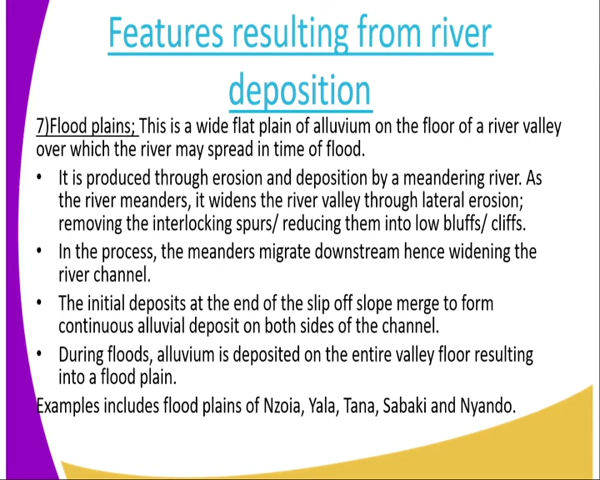 Features resulting from river
deposition
7)Flood plains; This is a wide flat plain of alluvium on the floor of a river valley
over which the river may spread in time of flood.
• It is produced through erosion and deposition by a meandering river. As
the river meanders, it widens the river valley through lateral erosion;
removing the interlocking spurs/ reducing them into low bluffs/ cliffs.
• In the process, the meanders migrate downstream hence widening the
river channel.
• The initial deposits at the end of the slip off slope merge to form
continuous alluvial deposit on both sides of the channel.
• During floods, alluvium is deposited on the entire valley floor resulting
into a flood plain.
Examples includes flood plains of Nzoia, Yala, Tana, Sabaki and Nyando.